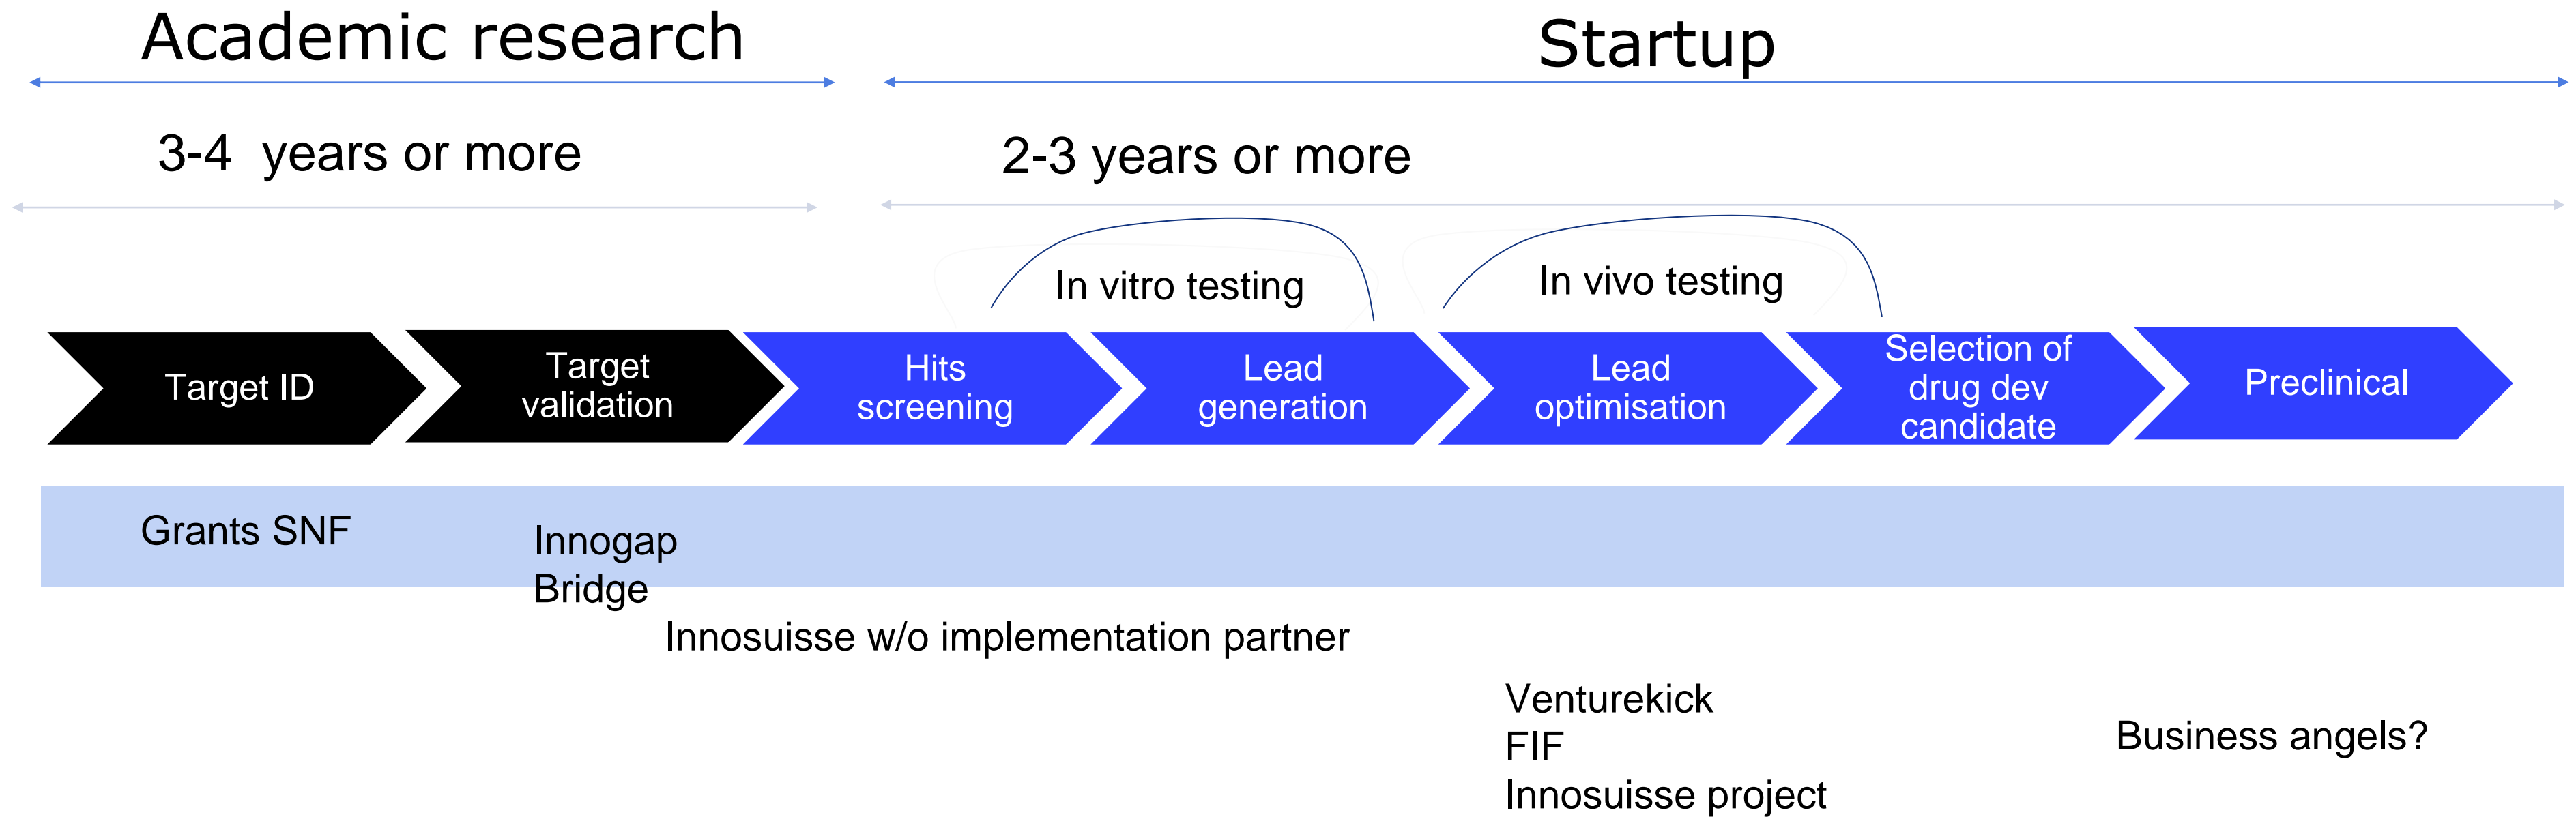 Academic research
Startup
3-4 years or more
2-3 years or more
In vitro testing
In vivo testing
Target ID
Target
validation
Hits
screening
Lead
generation
Lead
optimisation
Selection of
drug dev
candidate
Preclinical
Grants SNF
Innogap
Bridge
Innosuisse w/o implementation partner
Venturekick
FIF
Innosuisse project
Business angels?